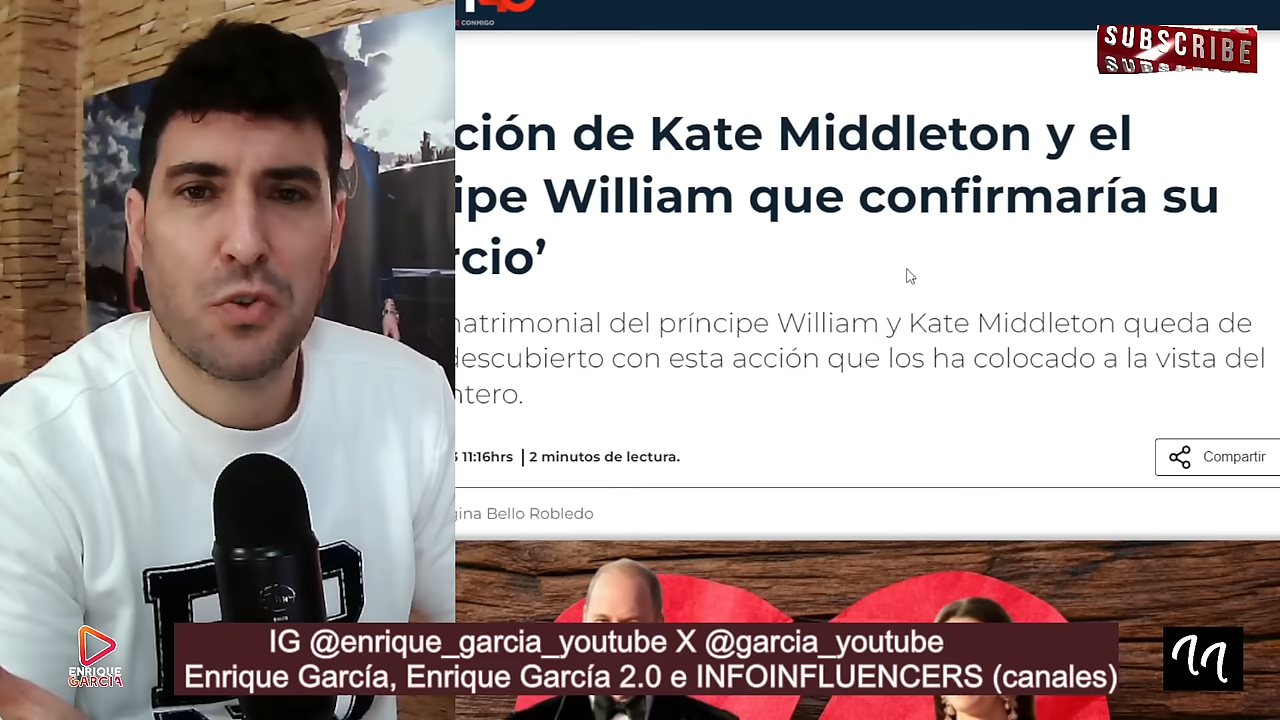 CONMIGO
SUBSCRIBE
ción de Kate Middleton y el
ipe William que confirmaría su
rcio’
matrimonial del príncipe William y Kate Middleton queda de
descubierto con esta acción que los ha colocado a la vista del
ntero.
11:16hrs | 2 minutos de lectura.
Compartir
gina Bello Robledo
IG @enrique_garcia_youtube X @garcia_youtube
Enrique García, Enrique García 2.0 e INFOINFLUENCERS (canales)
ENRIQUE
GARCÍA